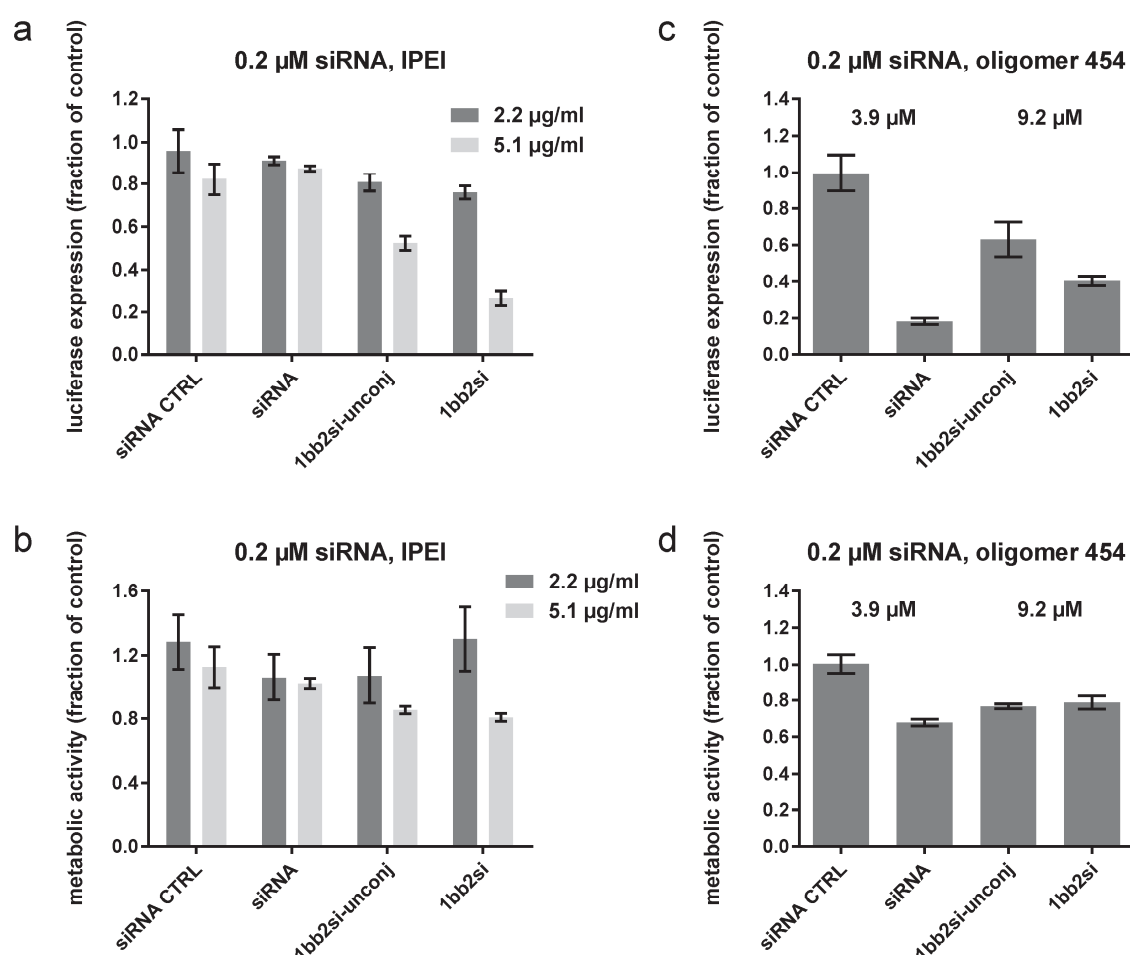 a
0.2 µM siRNA, lPEI
luciferase expression (fraction of control)
1.2
1.0
0.8
0.6
0.4
0.2
0.0
2.2 µg/ml
5.1 µg/ml
siRNA CTRL
siRNA
1bb2si-unconj
1bb2si
c
0.2 µM siRNA, oligomer 454
luciferase expression (fraction of control)
1.4
1.2
1.0
0.8
0.6
0.4
0.2
0.0
3.9 µM
9.2 µM
siRNA CTRL
siRNA
1bb2si-unconj
1bb2si
b
0.2 µM siRNA, lPEI
metabolic activity (fraction of control)
1.6
1.2
0.8
0.4
0.0
2.2 µg/ml
5.1 µg/ml
siRNA CTRL
siRNA
1bb2si-unconj
1bb2si
d
0.2 µM siRNA, oligomer 454
metabolic activity (fraction of control)
1.4
1.2
1.0
0.8
0.6
0.4
0.2
0.0
3.9 µM
9.2 µM
siRNA CTRL
siRNA
1bb2si-unconj
1bb2si